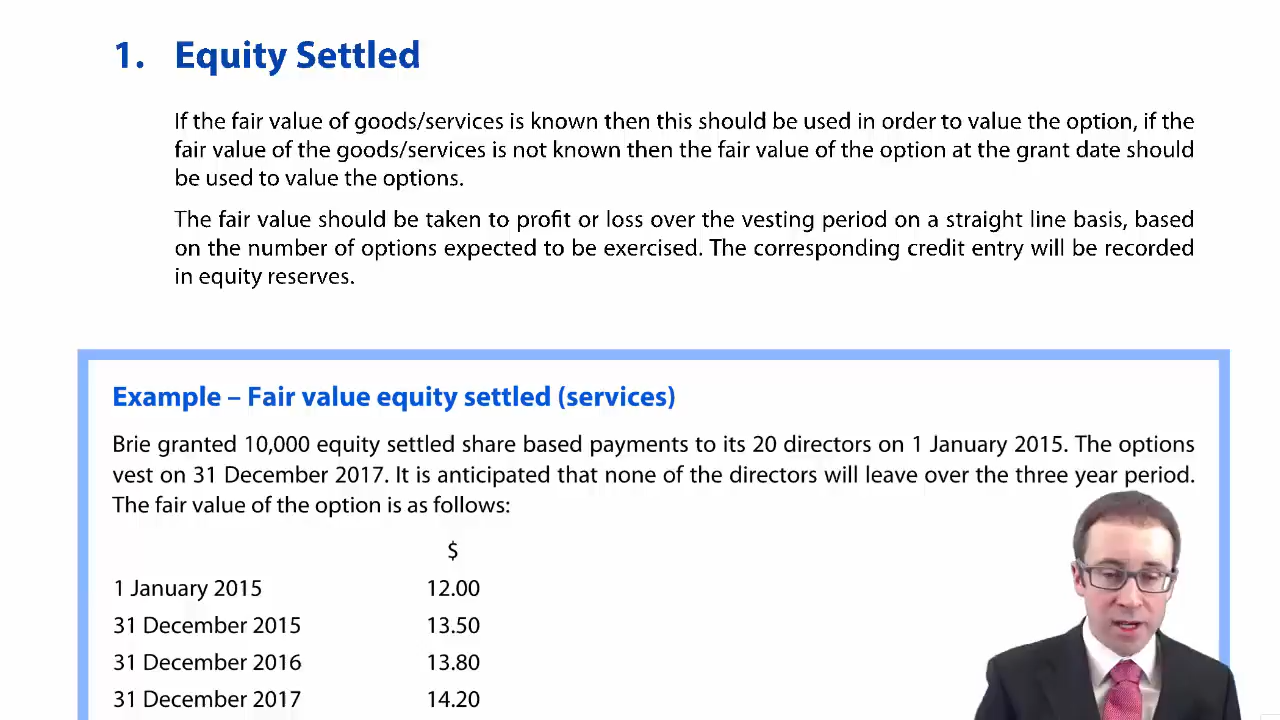 1. Equity Settled
If the fair value of goods/services is known then this should be used in order to value the option, if the
fair value of the goods/services is not known then the fair value of the option at the grant date should
be used to value the options.
The fair value should be taken to profit or loss over the vesting period on a straight line basis, based
on the number of options expected to be exercised. The corresponding credit entry will be recorded
in equity reserves.
Example – Fair value equity settled (services)
Brie granted 10,000 equity settled share based payments to its 20 directors on 1 January 2015. The options
vest on 31 December 2017. It is anticipated that none of the directors will leave over the three year period.
The fair value of the option is as follows:
$
1 January 2015 12.00
31 December 2015 13.50
31 December 2016 13.80
31 December 2017 14.20